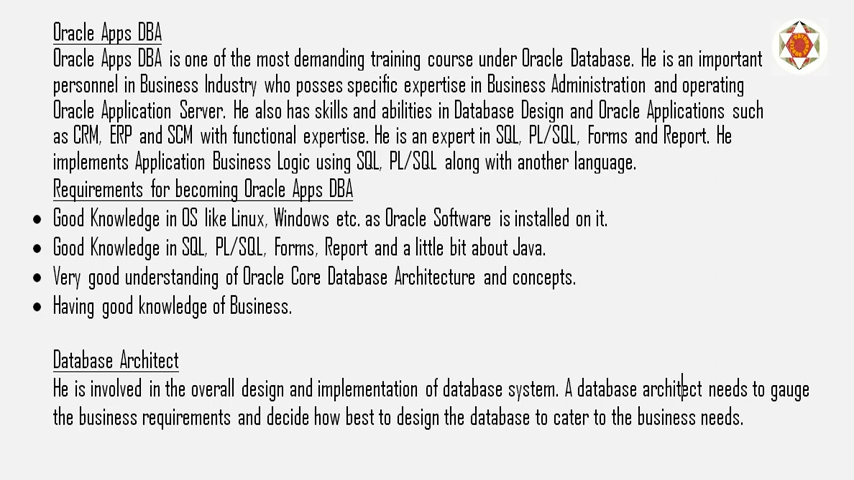 Oracle Apps DBA
Oracle Apps DBA is one of the most demanding training course under Oracle Database. He is an important
personnel in Business Industry who posses specific expertise in Business Administration and operating
Oracle Application Server. He also has skills and abilities in Database Design and Oracle Applications such
as CRM, ERP and SCM with functional expertise. He is an expert in SQL, PL/SQL, Forms and Report. He
implements Application Business Logic using SQL, PL/SQL along with another language.
Requirements for becoming Oracle Apps DBA
• Good Knowledge in OS like Linux, Windows etc. as Oracle Software is installed on it.
• Good Knowledge in SQL, PL/SQL, Forms, Report and a little bit about Java.
• Very good understanding of Oracle Core Database Architecture and concepts.
• Having good knowledge of Business.
Database Architect
He is involved in the overall design and implementation of database system. A database architect needs to gauge
the business requirements and decide how best to design the database to cater to the business needs.